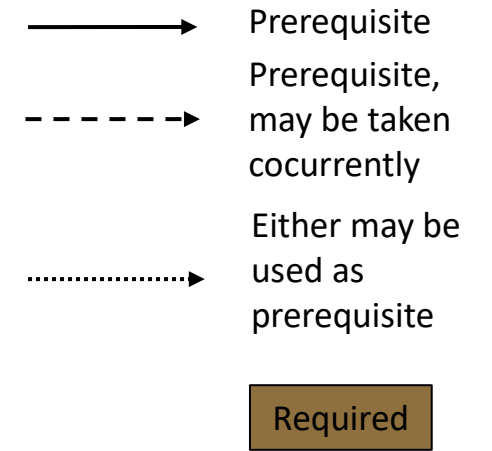 Prerequisite
Prerequisite,
may be taken
cocurrently
Either may be
used as
prerequisite
Required